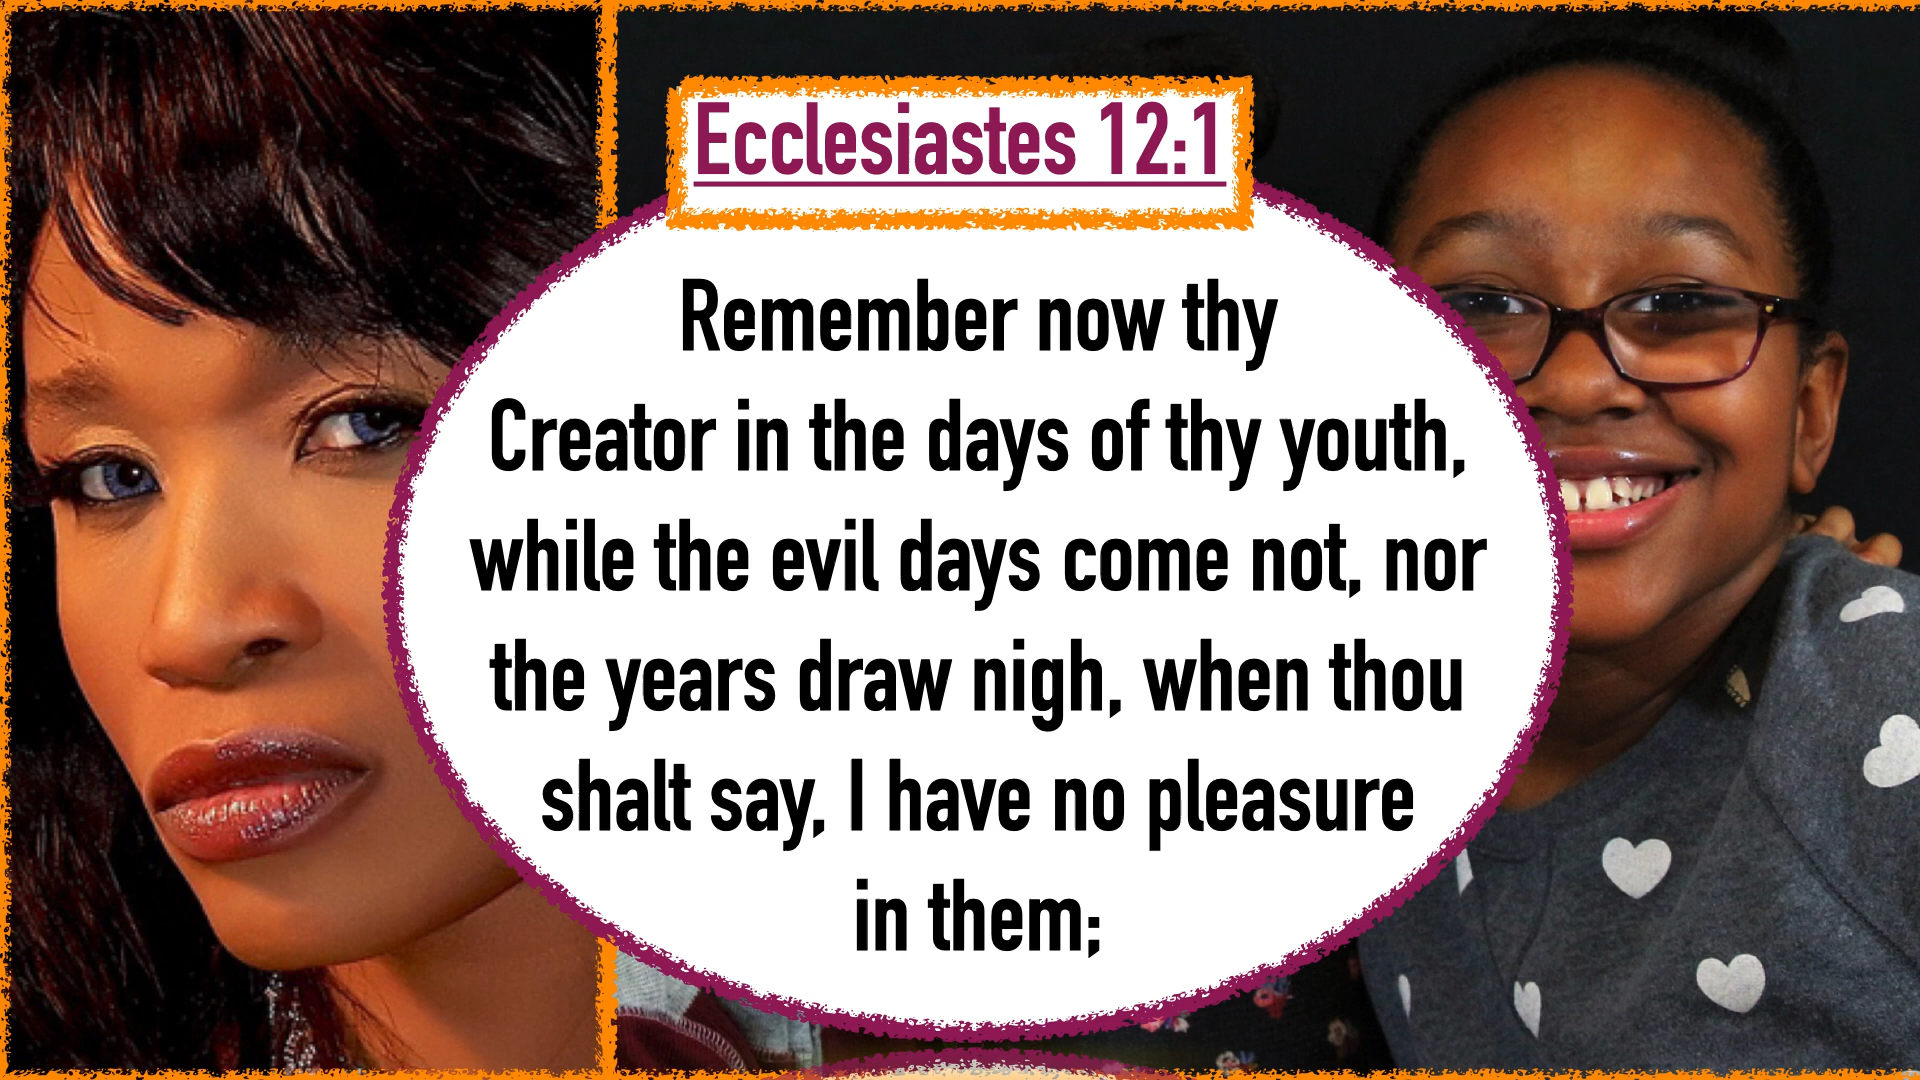 Ecclesiastes 12:1
Remember now thy
Creator in the days of thy youth,
while the evil days come not, nor
the years draw nigh, when thou
shalt say, I have no pleasure
in them;